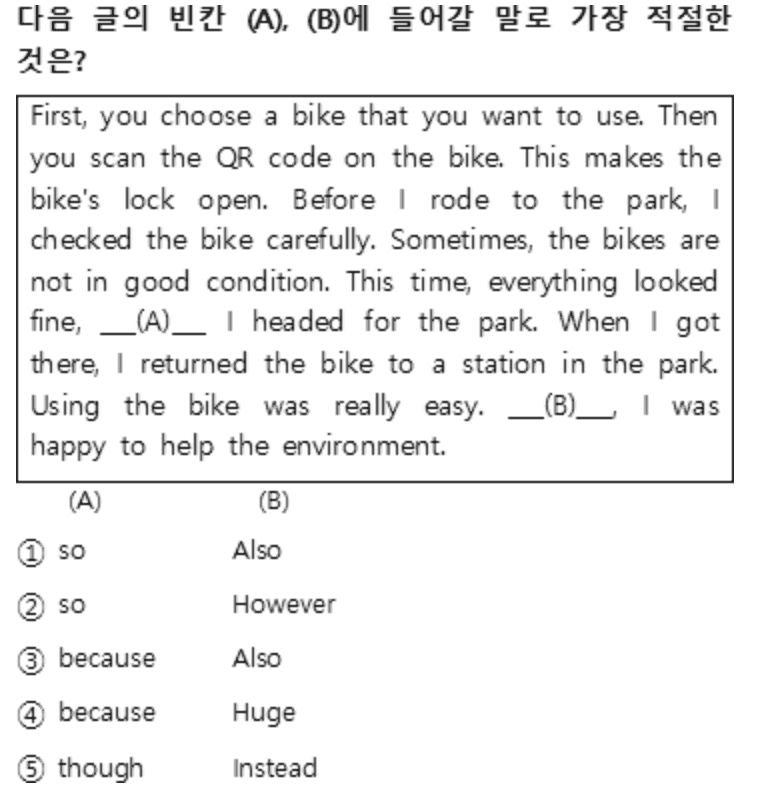 다음 글의 빈칸 (A), (B)에 들어갈 말로 가장 적절한
것은?
First, you choose a bike that you want to use. Then
you scan the QR code on the bike. This makes the
bike's lock open. Before I rode to the park, I
checked the bike carefully. Sometimes, the bikes are
not in good condition. This time, everything looked
fine, __(A)__ I headed for the park. When I got
there, I returned the bike to a station in the park.
Using the bike was really easy. __(B)__, I was
happy to help the environment.
(A) (B)
① so Also
② so However
③ because Also
④ because Huge
⑤ though Instead